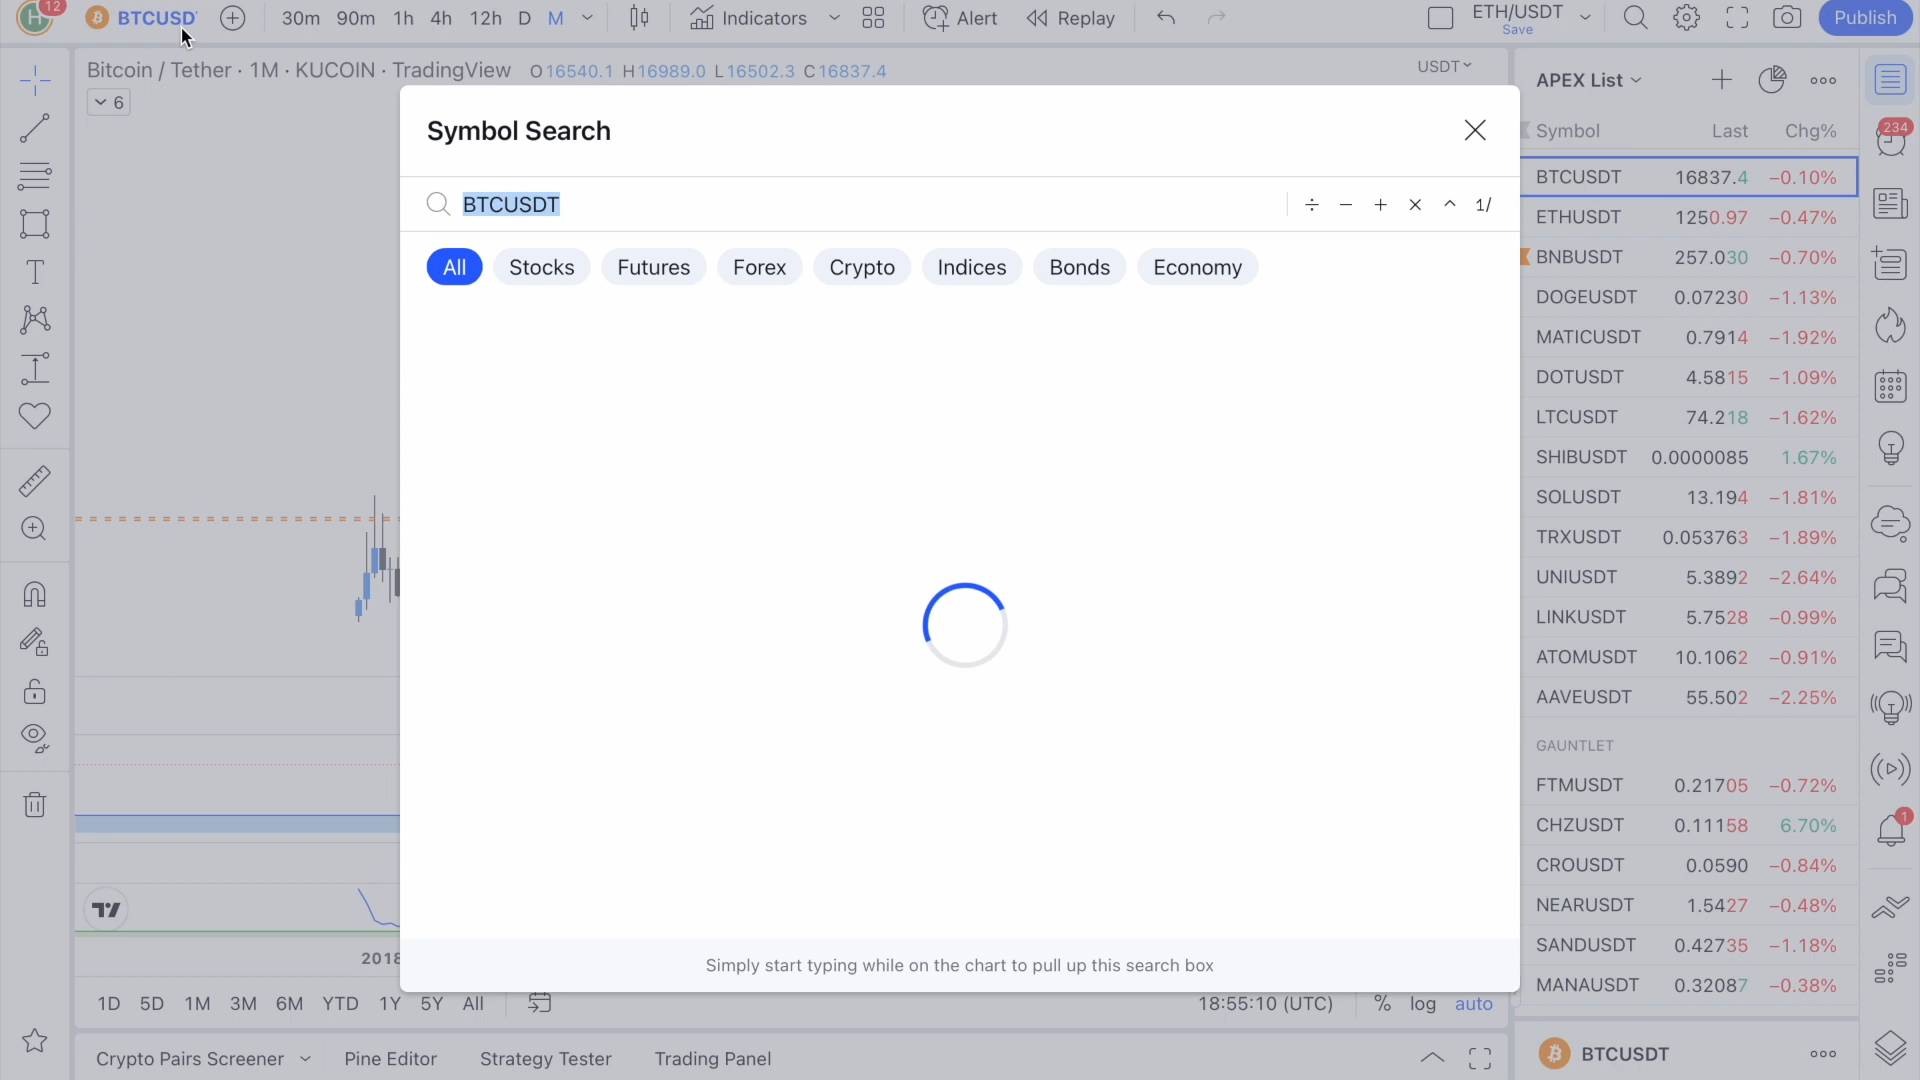 H 12 BTCUSD 30m 90m 1h 4h 12h D M Indicators Alert Replay ETH/USDT Save Publish
Bitcoin / Tether · 1M · KUCOIN · TradingView O16540.1 H16989.0 L16502.3 C16837.4 USDT
6
Symbol Search
BTCUSDT ÷ − + × ^ 1/
All Stocks Futures Forex Crypto Indices Bonds Economy
Simply start typing while on the chart to pull up this search box
2018
1D 5D 1M 3M 6M YTD 1Y 5Y All 18:55:10 (UTC) % log auto
Crypto Pairs Screener Pine Editor Strategy Tester Trading Panel
APEX List
Symbol Last Chg%
BTCUSDT 16837.4 −0.10%
ETHUSDT 1250.97 −0.47%
BNBUSDT 257.030 −0.70%
DOGEUSDT 0.07230 −1.13%
MATICUSDT 0.7914 −1.92%
DOTUSDT 4.5815 −1.09%
LTCUSDT 74.218 −1.62%
SHIBUSDT 0.0000085 1.67%
SOLUSDT 13.194 −1.81%
TRXUSDT 0.053763 −1.89%
UNIUSDT 5.3892 −2.64%
LINKUSDT 5.7528 −0.99%
ATOMUSDT 10.1062 −0.91%
AAVEUSDT 55.502 −2.25%
GAUNTLET
FTMUSDT 0.21705 −0.72%
CHZUSDT 0.11158 6.70%
CROUSDT 0.0590 −0.84%
NEARUSDT 1.5427 −0.48%
SANDUSDT 0.42735 −1.18%
MANAUSDT 0.32087 −0.38%
BTCUSDT
234
1